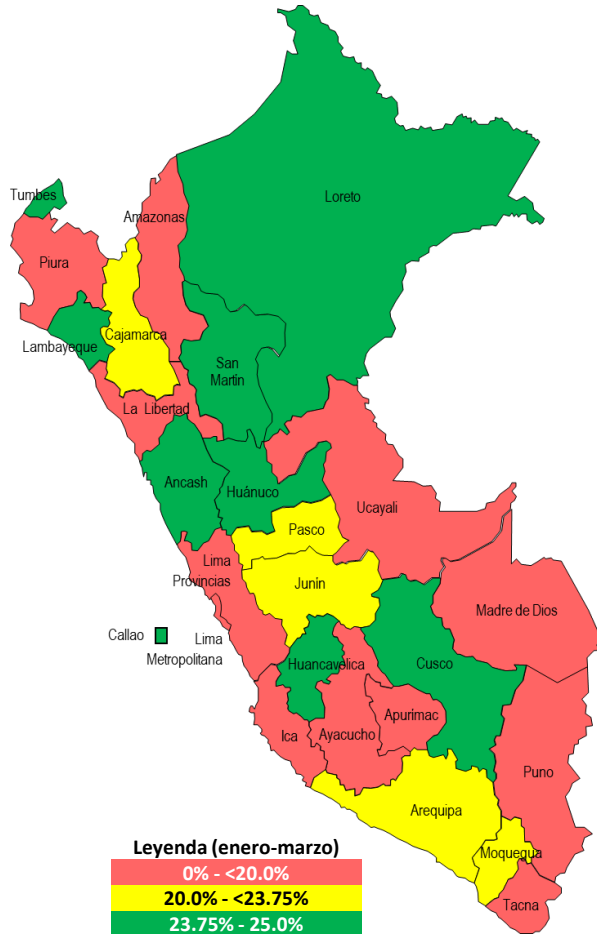 Tumbes
Loreto
Amazonas
Piura
Cajamarca
Lambayeque
San
Martin
La Libertad
Ancash
Huánuco
Ucayali
Pasco
Lima
Provincias
Junín
Madre de Dios
Callao
Lima
Metropolitana
Huancavelica
Cusco
Apurimac
Ica
Ayacucho
Puno
Arequipa
Moquegua
Tacna
Leyenda (enero-marzo)
0% - <20.0%
20.0% - <23.75%
23.75% - 25.0%